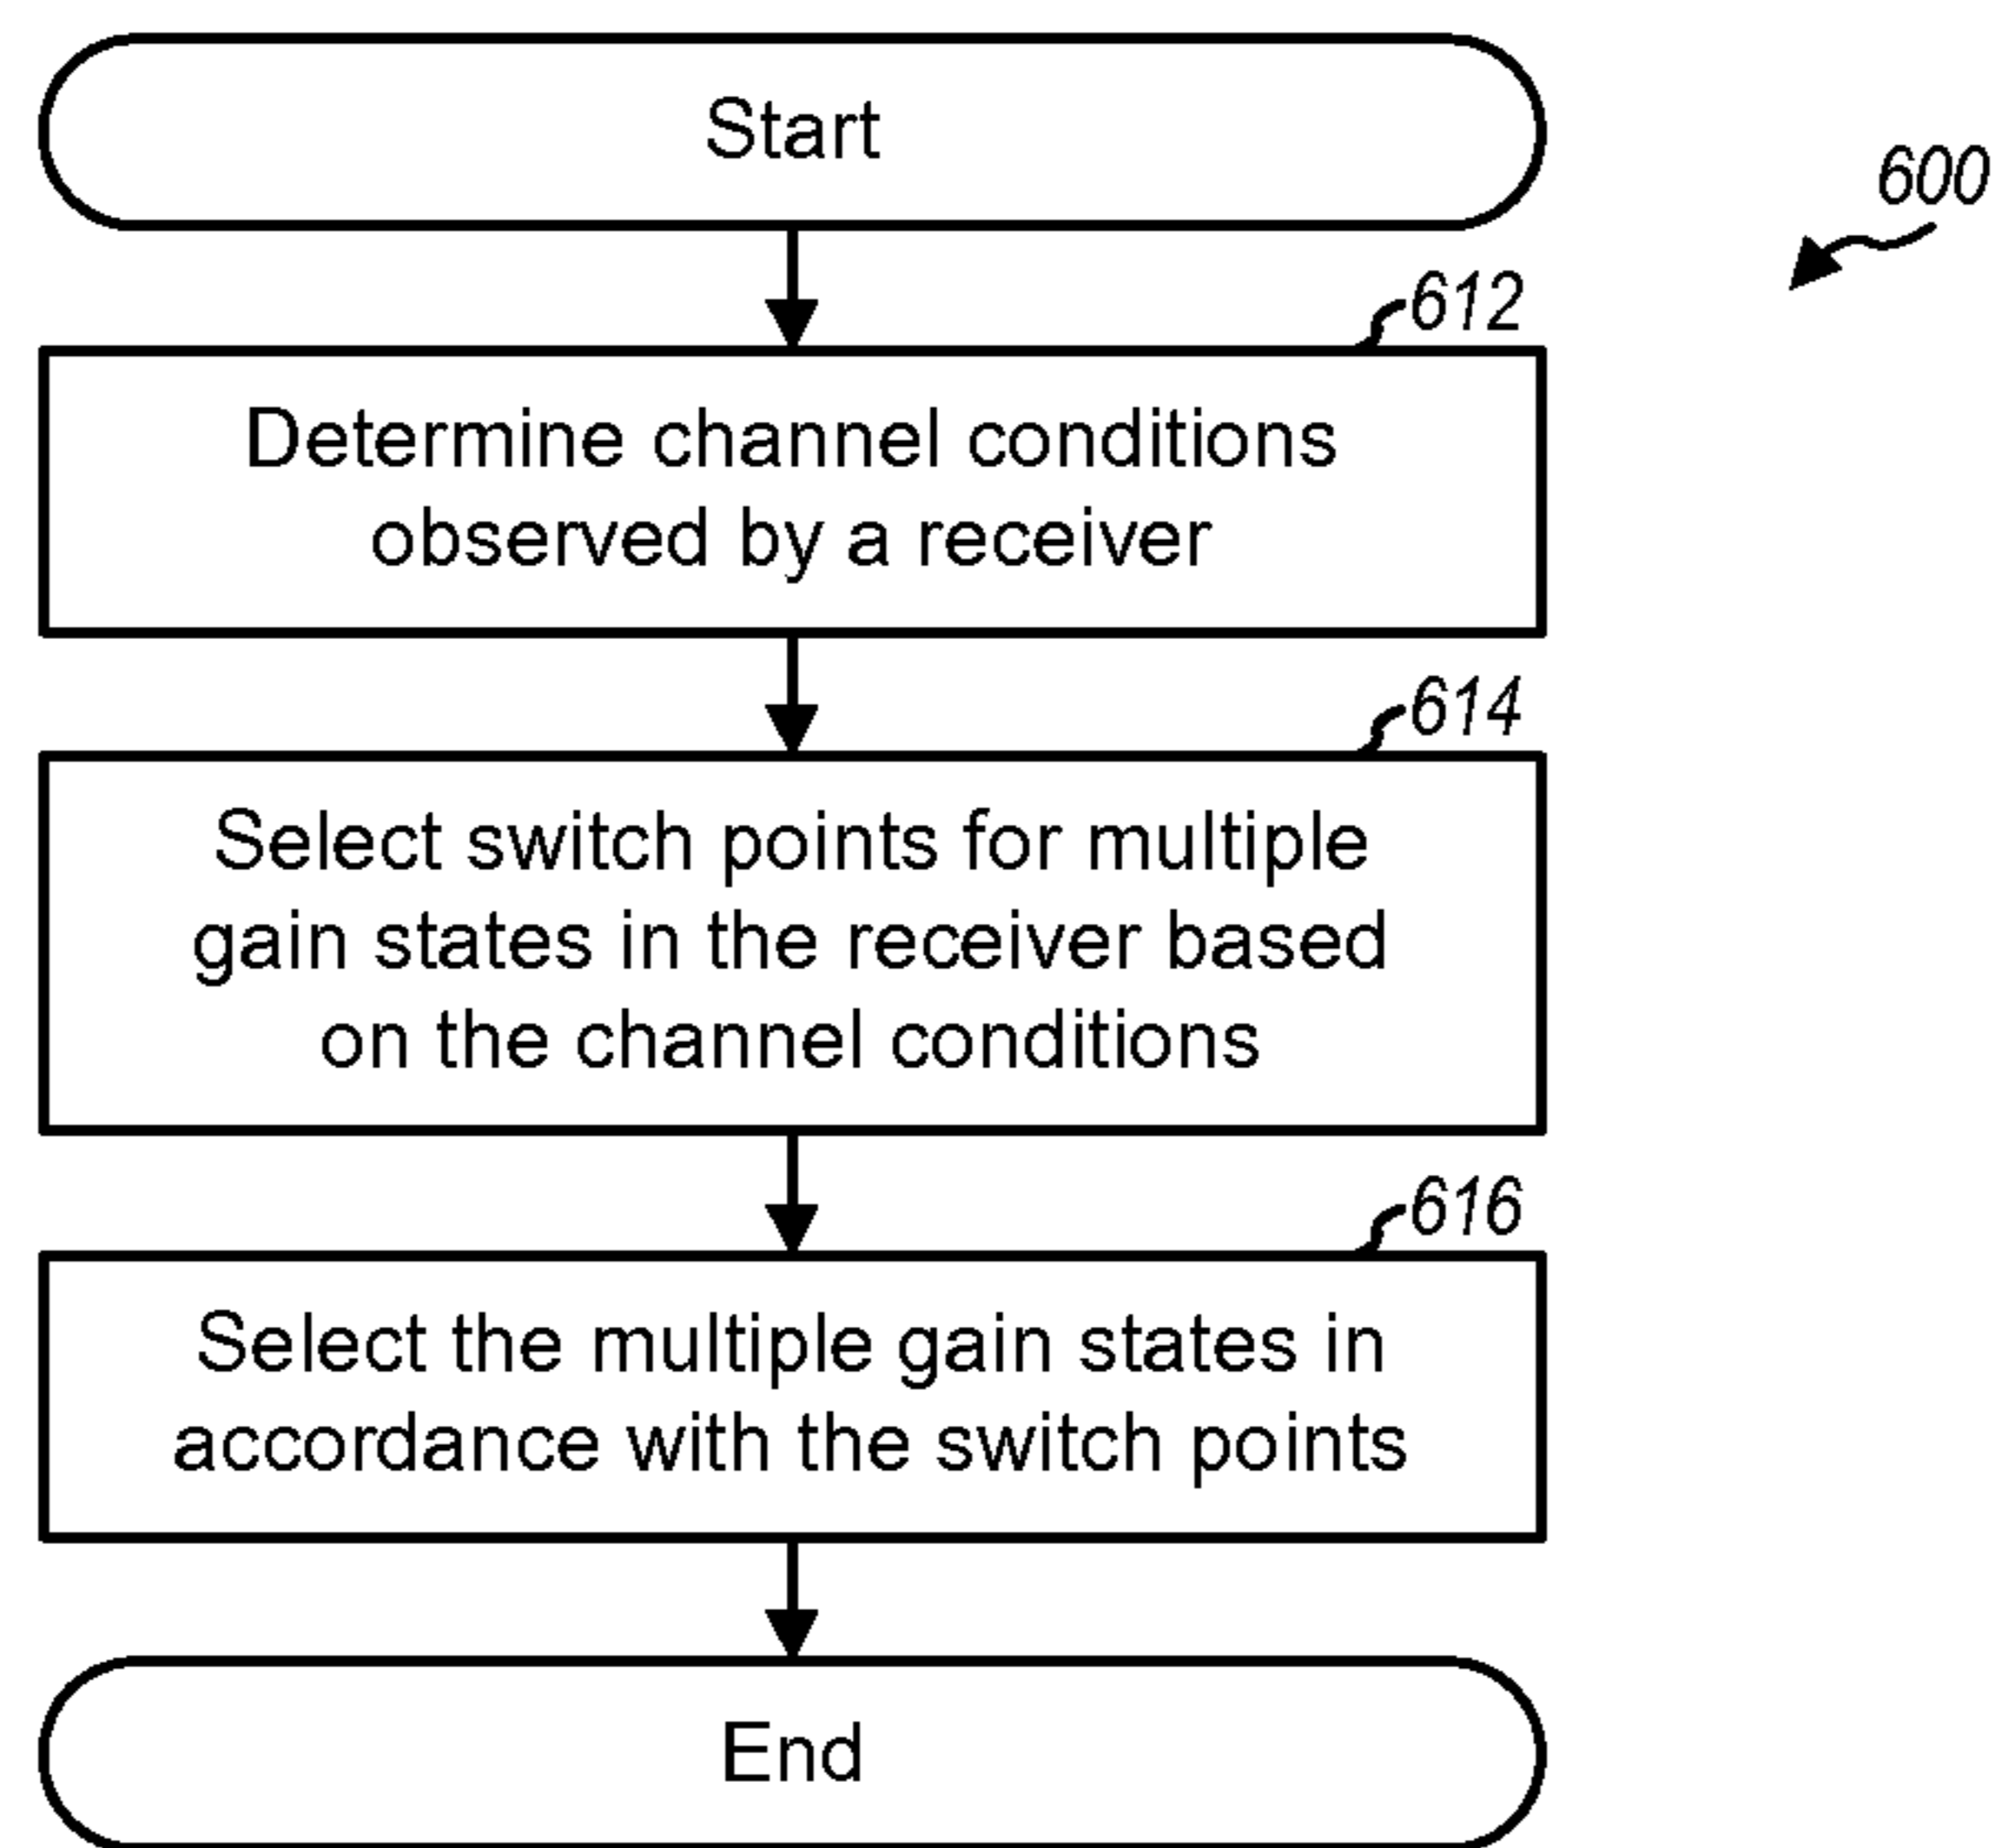 Start
600
612
Determine channel conditions
observed by a receiver
614
Select switch points for multiple
gain states in the receiver based
on the channel conditions
616
Select the multiple gain states in
accordance with the switch points
End